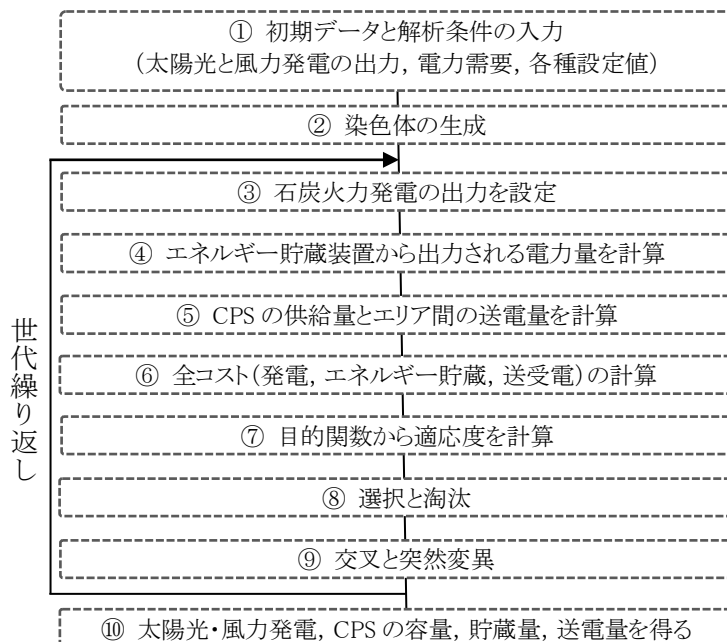 ① 初期データと解析条件の入力
(太陽光と風力発電の出力, 電力需要, 各種設定値)
② 染色体の生成
③ 石炭火力発電の出力を設定
④ エネルギー貯蔵装置から出力される電力量を計算
⑤ CPS の供給量とエリア間の送電量を計算
⑥ 全コスト(発電, エネルギー貯蔵, 送受電)の計算
⑦ 目的関数から適応度を計算
⑧ 選択と淘汰
⑨ 交叉と突然変異
⑩ 太陽光・風力発電, CPS の容量, 貯蔵量, 送電量を得る
世代繰り返し